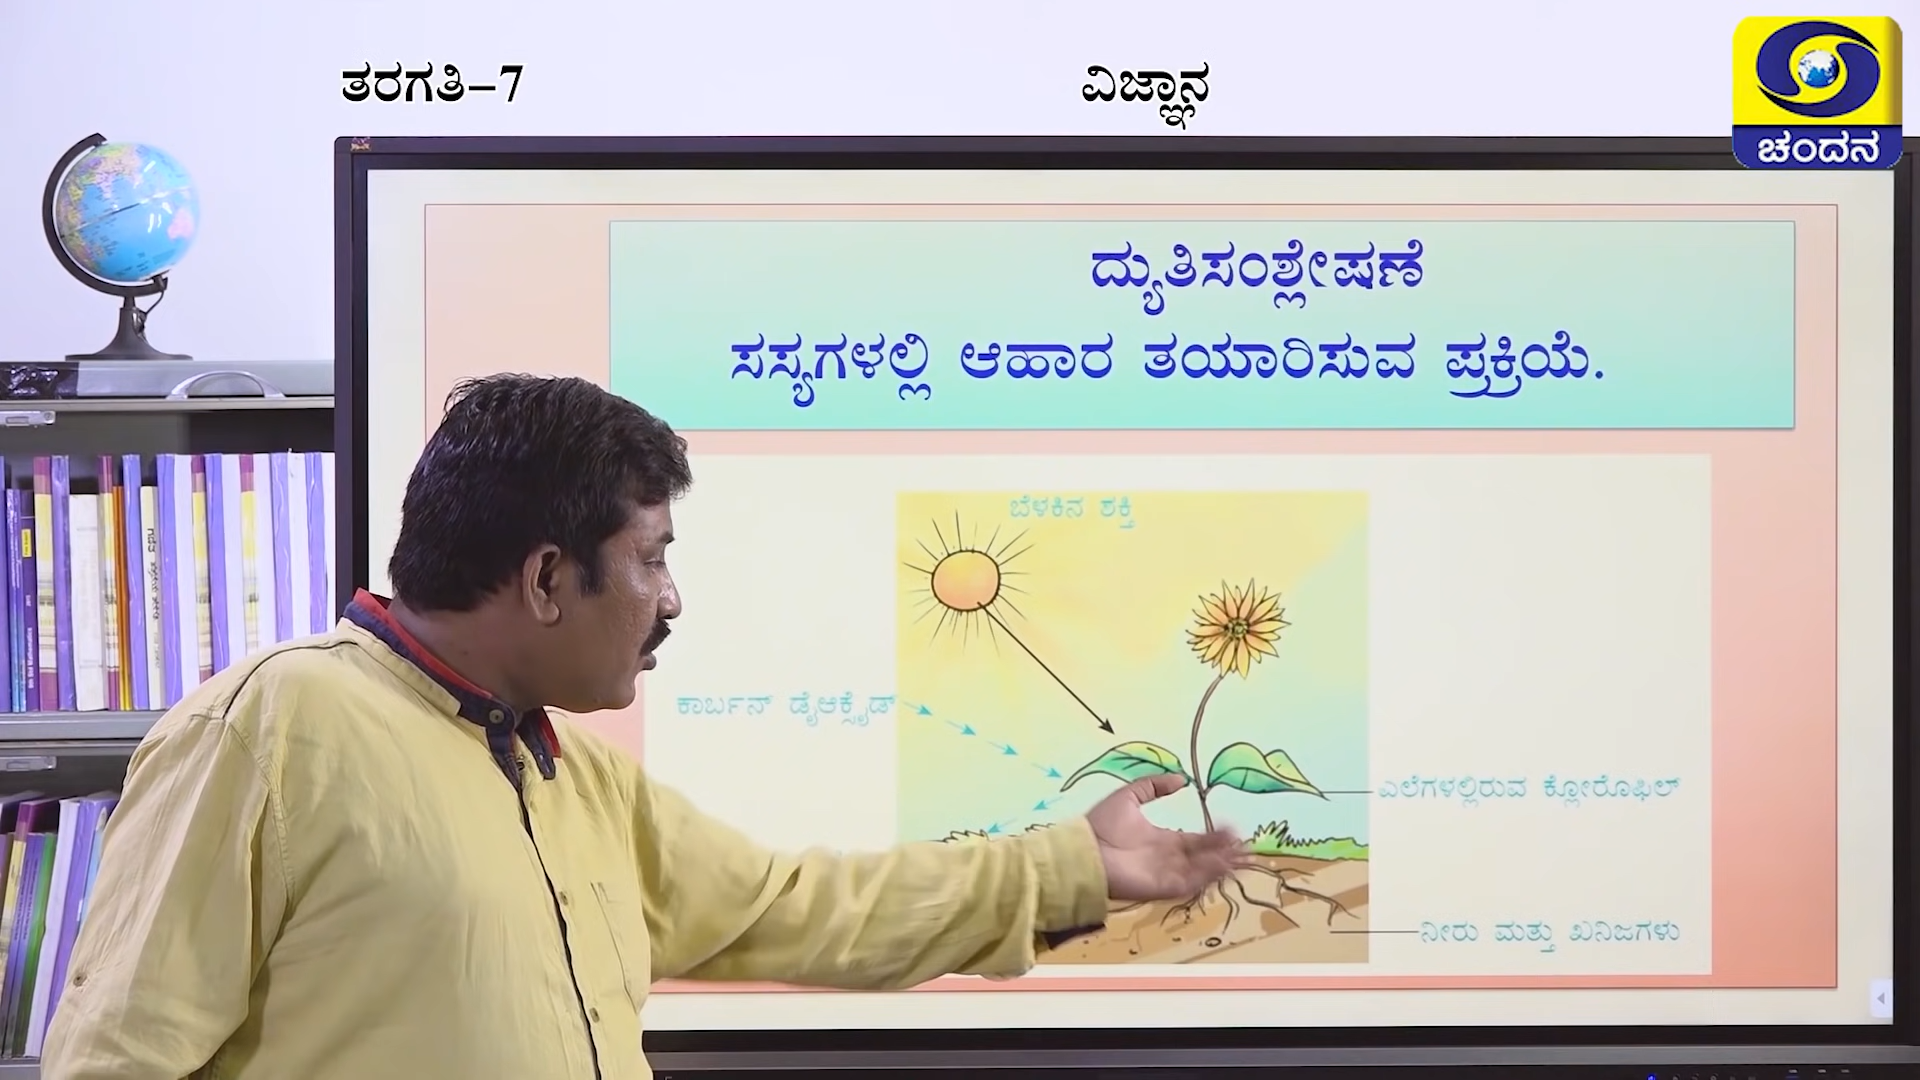 ತರಗತಿ–7
ವಿಜ್ಞಾನ
ಚಂದನ
ದ್ಯುತಿಸಂಶ್ಲೇಷಣೆ
ಸಸ್ಯಗಳಲ್ಲಿ ಆಹಾರ ತಯಾರಿಸುವ ಪ್ರಕ್ರಿಯೆ.
ಬೆಳಕಿನ ಶಕ್ತಿ
ಕಾರ್ಬನ್ ಡೈಆಕ್ಸೈಡ್
ಎಲೆಗಳಲ್ಲಿರುವ ಕ್ಲೋರೊಫಿಲ್
ನೀರು ಮತ್ತು ಖನಿಜಗಳು